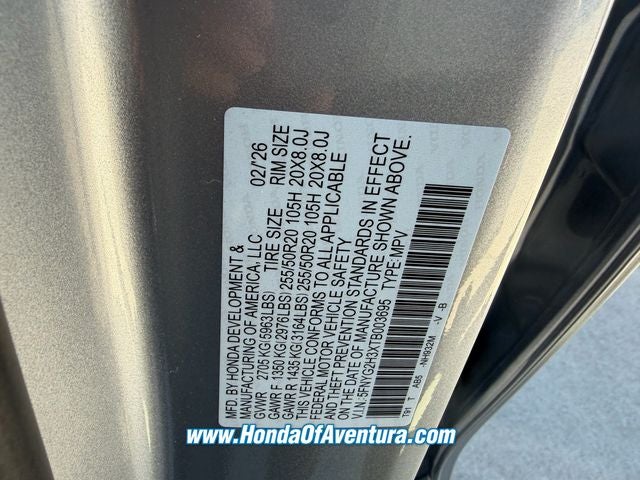 MFD. BY HONDA DEVELOPMENT &
MANUFACTURING OF AMERICA, LLC 02/'26
TIRE SIZE RIM SIZE
GVWR 2705 KG(5963LBS)
GAWR F 1350 KG(2976LBS) 255/50R20 105H 20X8.0J
GAWR R 1435 KG(3164LBS) 255/50R20 105H 20X8.0J
THIS VEHICLE CONFORMS TO ALL APPLICABLE
FEDERAL MOTOR VEHICLE SAFETY
AND THEFT PREVENTION STANDARDS IN EFFECT
ON THE DATE OF MANUFACTURE SHOWN ABOVE.
V.I.N.:5FNYG2H3XTB003695 TYPE:MPV
T91 T AB5 -NH932M -V -B
www.HondaOfAventura.com